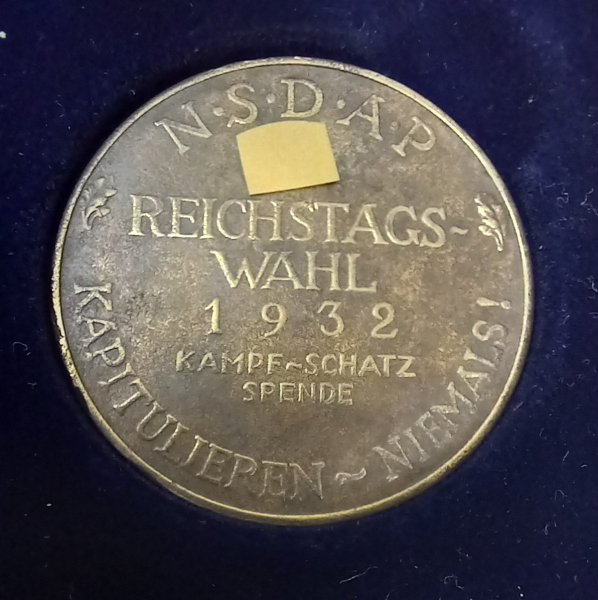 N·S·D·A·P
REICHSTAGS~
WAHL
1932
KAMPF~SCHATZ
SPENDE
KAPITULIEREN ~ NIEMALS!